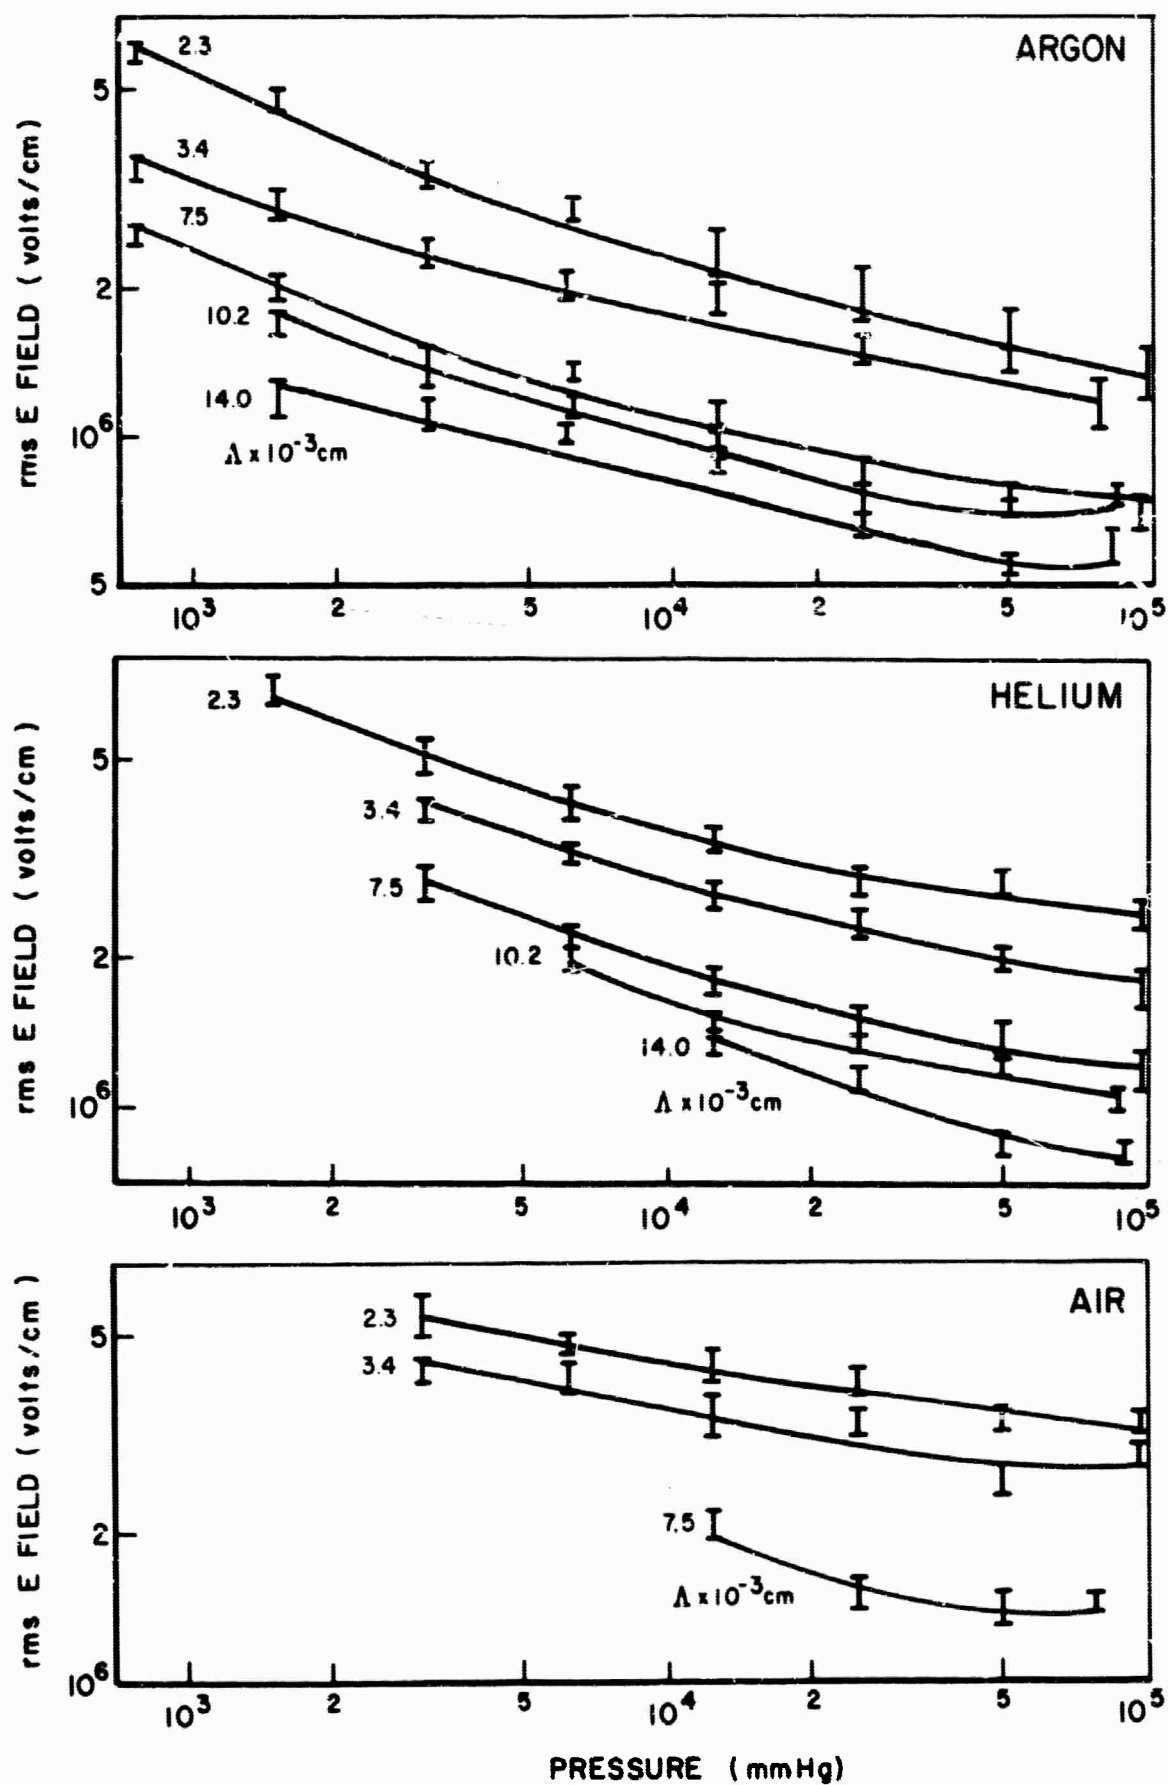 ARGON
rms E FIELD (volts/cm)
5
2
10⁶
5
2.3
3.4
7.5
10.2
14.0
Λ x 10⁻³cm
10³ 2 5 10⁴ 2 5 10⁵
HELIUM
rms E FIELD (volts/cm)
5
2
10⁶
2.3
3.4
7.5
10.2
14.0
Λ x 10⁻³cm
10³ 2 5 10⁴ 2 5 10⁵
AIR
rms E FIELD (volts/cm)
5
2
10⁶
2.3
3.4
7.5
Λ x 10⁻³cm
10³ 2 5 10⁴ 2 5 10⁵
PRESSURE (mmHg)